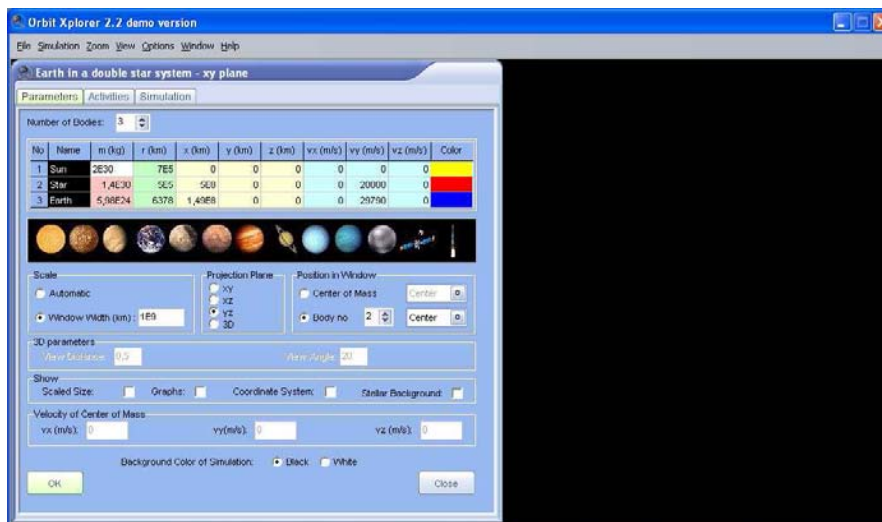 Orbit Xplorer 2.2 demo version
File Simulation Zoom View Options Window Help
Earth in a double star system - xy plane
Parameters Activities Simulation
Number of Bodies: 3
No Name m (kg) r (km) x (km) y (km) z (km) vx (m/s) vy (m/s) vz (m/s) Color
1 Sun 2E30 7E5 0 0 0 0 0 0
2 Star 1,4E30 5E5 5E8 0 0 0 20000 0
3 Earth 5,98E24 6378 1,49E8 0 0 0 29790 0
Scale Projection Plane Position in Window
Automatic XY Center of Mass Center
XZ
Window Width (km): 1E9 YZ Body no 2 Center
3D
3D parameters
View Distance: 0,5 View Angle: 20
Show
Scaled Size: Graphs: Coordinate System: Stellar Background:
Velocity of Center of Mass
vx (m/s): 0 vy(m/s): 0 vz (m/s): 0
Background Color of Simulation: Black White
OK Close